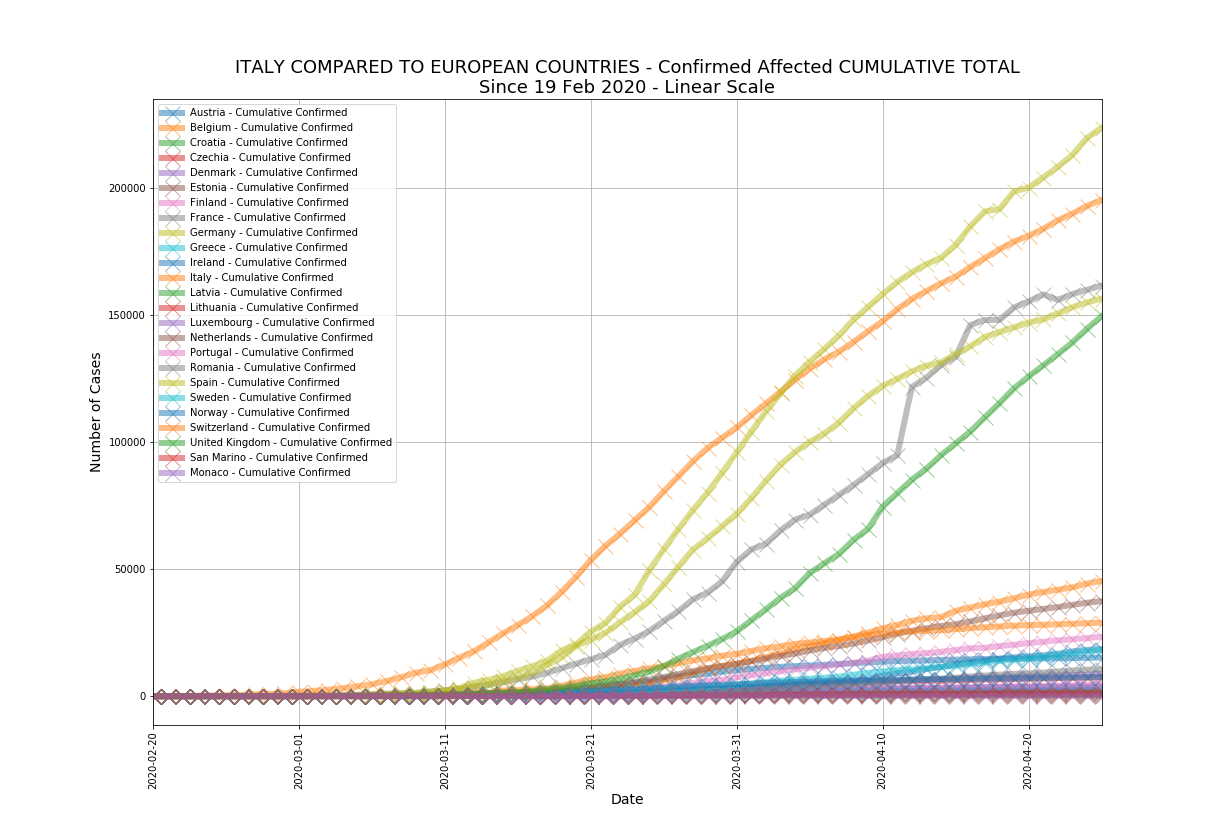 ITALY COMPARED TO EUROPEAN COUNTRIES - Confirmed Affected CUMULATIVE TOTAL
Since 19 Feb 2020 - Linear Scale
Austria - Cumulative Confirmed
Belgium - Cumulative Confirmed
Croatia - Cumulative Confirmed
Czechia - Cumulative Confirmed
Denmark - Cumulative Confirmed
Estonia - Cumulative Confirmed
Finland - Cumulative Confirmed
France - Cumulative Confirmed
Germany - Cumulative Confirmed
Greece - Cumulative Confirmed
Ireland - Cumulative Confirmed
Italy - Cumulative Confirmed
Latvia - Cumulative Confirmed
Lithuania - Cumulative Confirmed
Luxembourg - Cumulative Confirmed
Netherlands - Cumulative Confirmed
Portugal - Cumulative Confirmed
Romania - Cumulative Confirmed
Spain - Cumulative Confirmed
Sweden - Cumulative Confirmed
Norway - Cumulative Confirmed
Switzerland - Cumulative Confirmed
United Kingdom - Cumulative Confirmed
San Marino - Cumulative Confirmed
Monaco - Cumulative Confirmed
Number of Cases
200000
150000
100000
50000
0
2020-02-20
2020-03-01
2020-03-11
2020-03-21
2020-03-31
2020-04-10
2020-04-20
Date